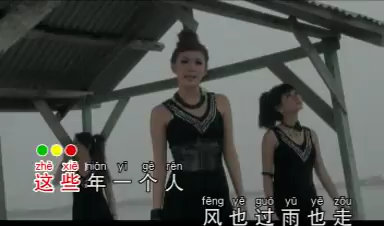 zhè xiē nián yī gè rén
这些年一个人
fēng yě guò yǔ yě zǒu
风也过雨也走